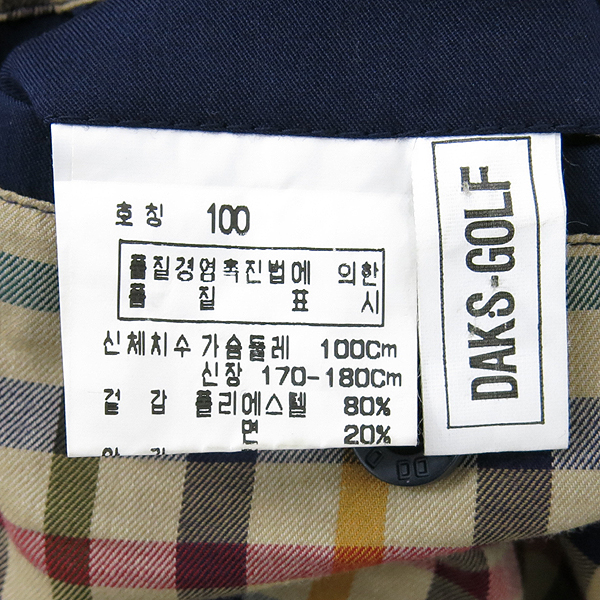 호칭 100
품질경영촉진법에 의한
품 질 표 시
신체치수 가슴둘레 100Cm
신장 170-180Cm
겉 감 폴리에스텔 80%
면 20%
DAKS-GOLF